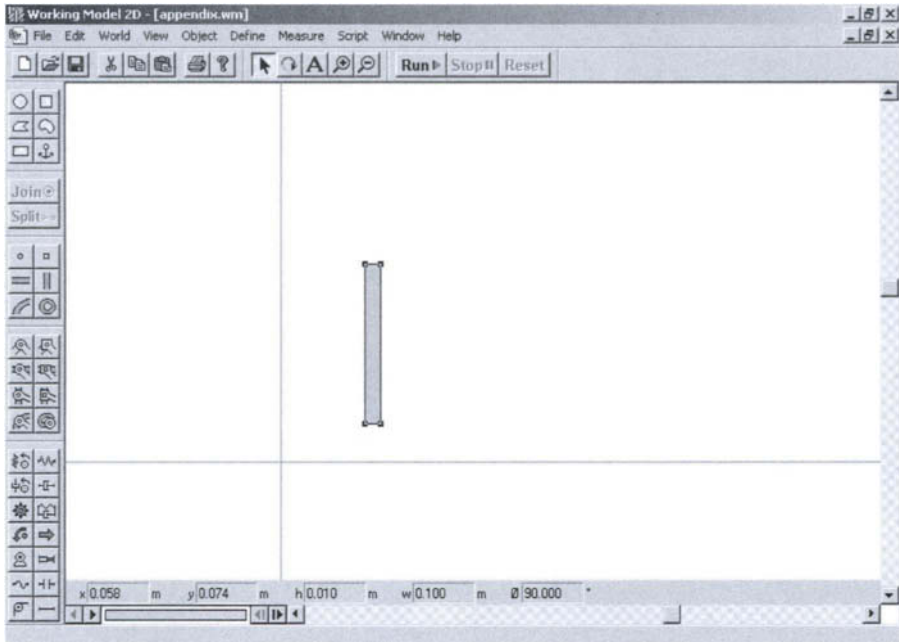 Working Model 2D - [appendix.wm]
File Edit World View Object Define Measure Script Window Help
A Run Stop Reset
Join
Split
x 0.058 m y 0.074 m h 0.010 m w 0.100 m Ø 90.000 °